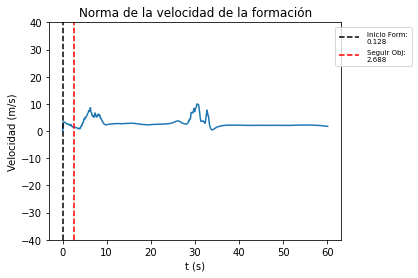 Norma de la velocidad de la formación
Inicio Form:
0.128
Seguir Obj:
2.688
Velocidad (m/s)
40
30
20
10
0
−10
−20
−30
−40
0 10 20 30 40 50 60
t (s)